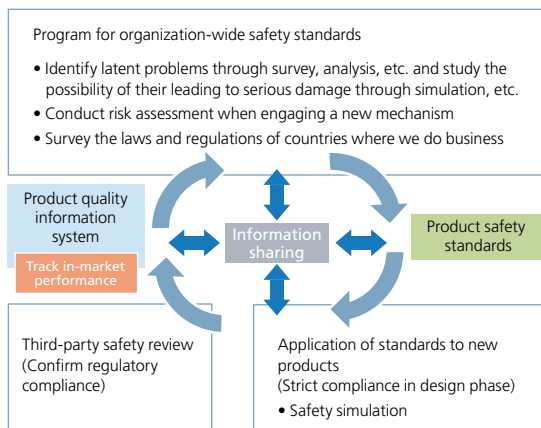 Program for organization-wide safety standards
• Identify latent problems through survey, analysis, etc. and study the
possibility of their leading to serious damage through simulation, etc.
• Conduct risk assessment when engaging a new mechanism
• Survey the laws and regulations of countries where we do business
Product quality
information
system
Track in-market
performance
Information
sharing
Product safety
standards
Third-party safety review
(Confirm regulatory
compliance)
Application of standards to new
products
(Strict compliance in design phase)
• Safety simulation